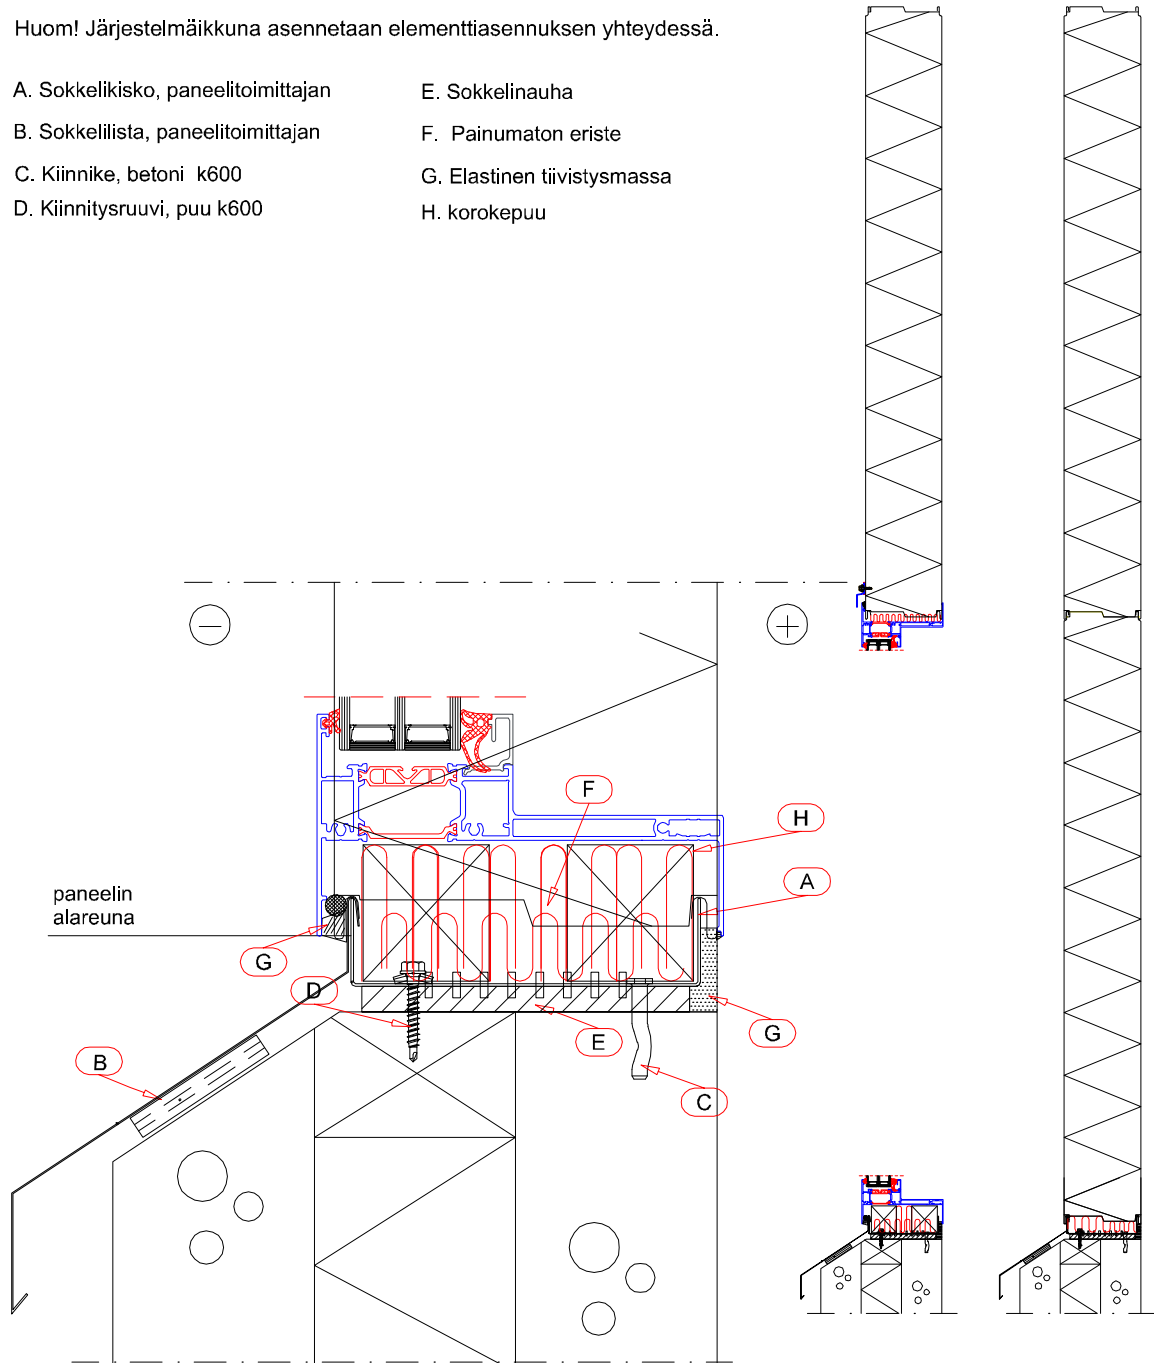 Huom! Järjestelmäikkuna asennetaan elementtiasennuksen yhteydessä.
A. Sokkelikisko, paneelitoimittajan
B. Sokkelilista, paneelitoimittajan
C. Kiinnike, betoni k600
D. Kiinnitysruuvi, puu k600
E. Sokkelinauha
F. Painumaton eriste
G. Elastinen tiivistysmassa
H. korokepuu
F
H
A
paneelin
alareuna
G
D
E
G
B
C